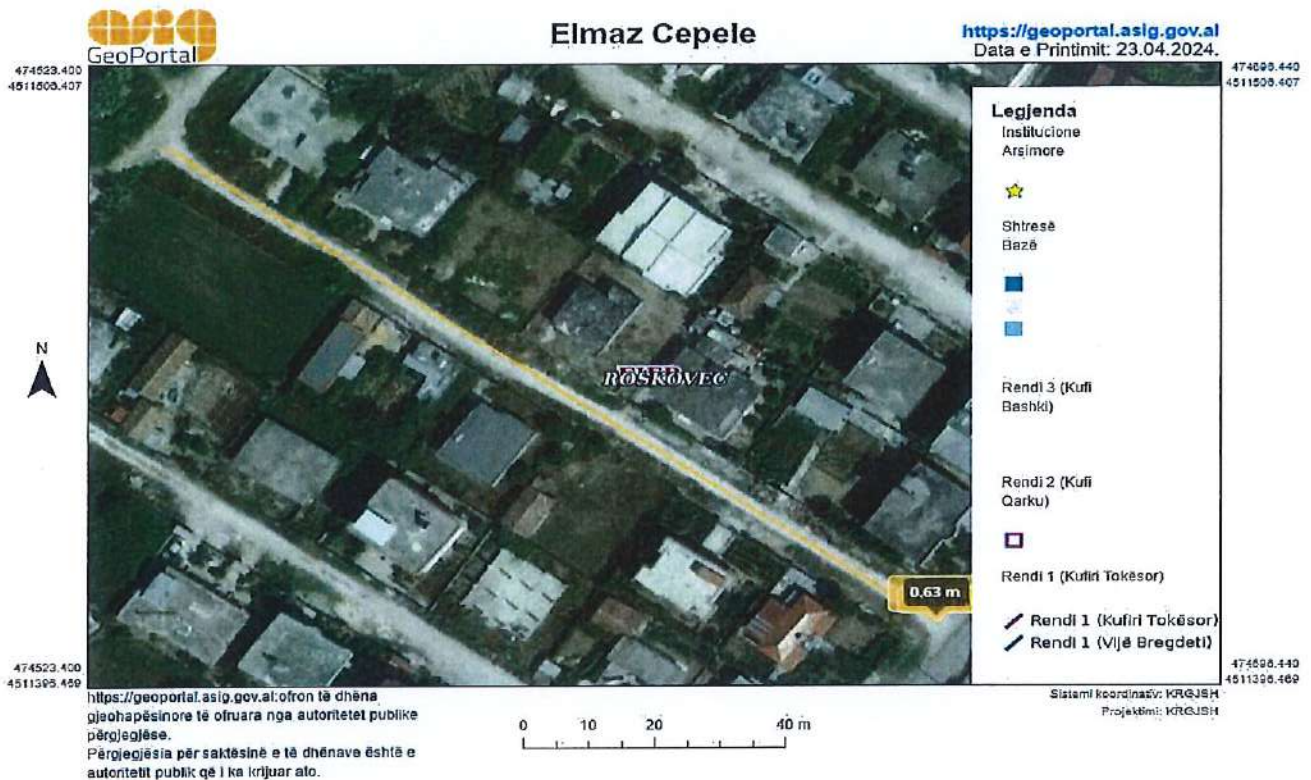 asig
GeoPortal
Elmaz Cepele
https://geoportal.asig.gov.al
Data e Printimit: 23.04.2024.
474523.400
4511506.407
474696.440
4511506.407
Legjenda
Institucione
Arsimore
Shtresë
Bazë
Rendi 3 (Kufi
Bashki)
Rendi 2 (Kufi
Qarku)
Rendi 1 (Kufiri Tokësor)
Rendi 1 (Kufiri Tokësor)
Rendi 1 (Vijë Bregdeti)
N
ROSKOVEC
0.63 m
474523.400
4511396.469
474696.440
4511396.469
https://geoportal.asig.gov.al:ofron të dhëna
gjeohapësinore të ofruara nga autoritetet publike
përgjegjëse.
Përgjegjësia për saktësinë e të dhënave është e
autoritetit publik që i ka krijuar ato.
0 10 20 40 m
Sistemi koordinativ: KRGJSH
Projektimi: KRGJSH